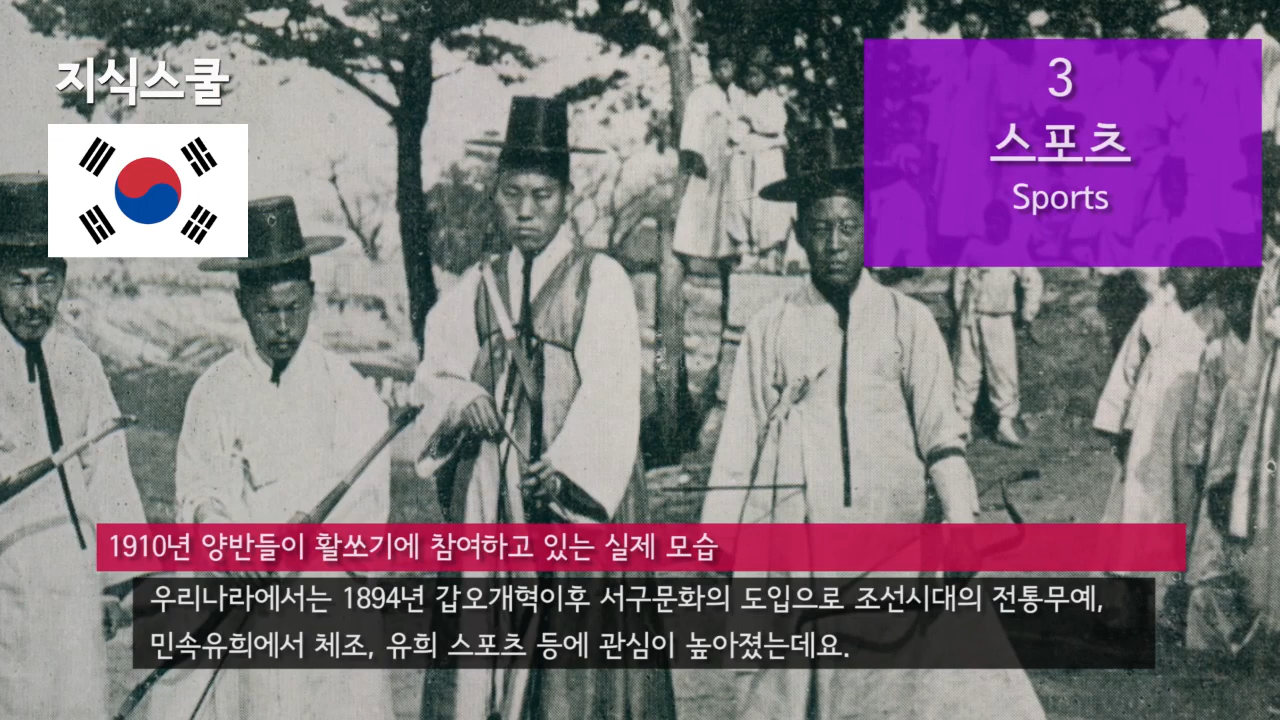 지식스쿨
3
스포츠
Sports
1910년 양반들이 활쏘기에 참여하고 있는 실제 모습
우리나라에서는 1894년 갑오개혁이후 서구문화의 도입으로 조선시대의 전통무예,
민속유희에서 체조, 유희 스포츠 등에 관심이 높아졌는데요.